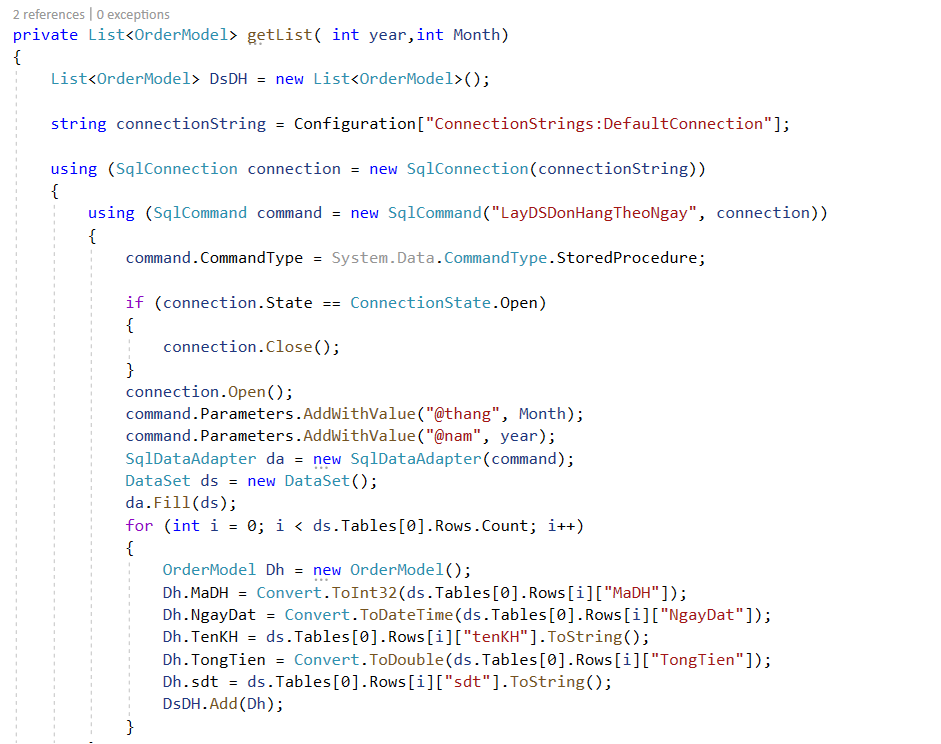 2 references | 0 exceptions
private List<OrderModel> getList( int year,int Month)
{
List<OrderModel> DsDH = new List<OrderModel>();
string connectionString = Configuration["ConnectionStrings:DefaultConnection"];
using (SqlConnection connection = new SqlConnection(connectionString))
{
using (SqlCommand command = new SqlCommand("LayDSDonHangTheoNgay", connection))
{
command.CommandType = System.Data.CommandType.StoredProcedure;
if (connection.State == ConnectionState.Open)
{
connection.Close();
}
connection.Open();
command.Parameters.AddWithValue("@thang", Month);
command.Parameters.AddWithValue("@nam", year);
SqlDataAdapter da = new SqlDataAdapter(command);
DataSet ds = new DataSet();
da.Fill(ds);
for (int i = 0; i < ds.Tables[0].Rows.Count; i++)
{
OrderModel Dh = new OrderModel();
Dh.MaDH = Convert.ToInt32(ds.Tables[0].Rows[i]["MaDH"]);
Dh.NgayDat = Convert.ToDateTime(ds.Tables[0].Rows[i]["NgayDat"]);
Dh.TenKH = ds.Tables[0].Rows[i]["tenKH"].ToString();
Dh.TongTien = Convert.ToDouble(ds.Tables[0].Rows[i]["TongTien"]);
Dh.sdt = ds.Tables[0].Rows[i]["sdt"].ToString();
DsDH.Add(Dh);
}